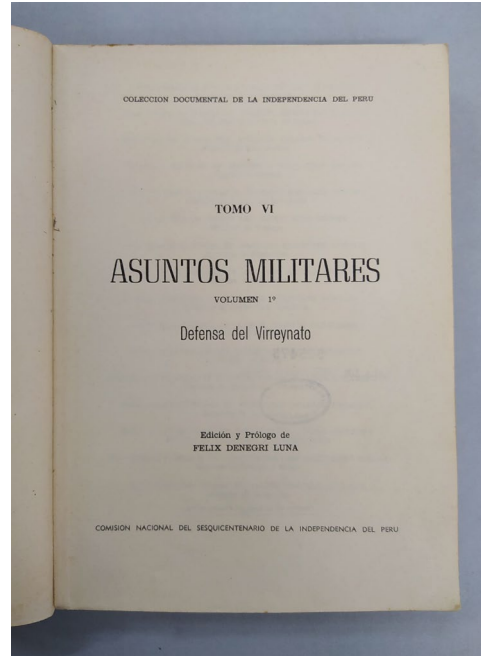 COLECCION DOCUMENTAL DE LA INDEPENDENCIA DEL PERU
TOMO VI
ASUNTOS MILITARES
VOLUMEN 1º
Defensa del Virreynato
Edición y Prólogo de
FELIX DENEGRI LUNA
COMISION NACIONAL DEL SESQUICENTENARIO DE LA INDEPENDENCIA DEL PERU